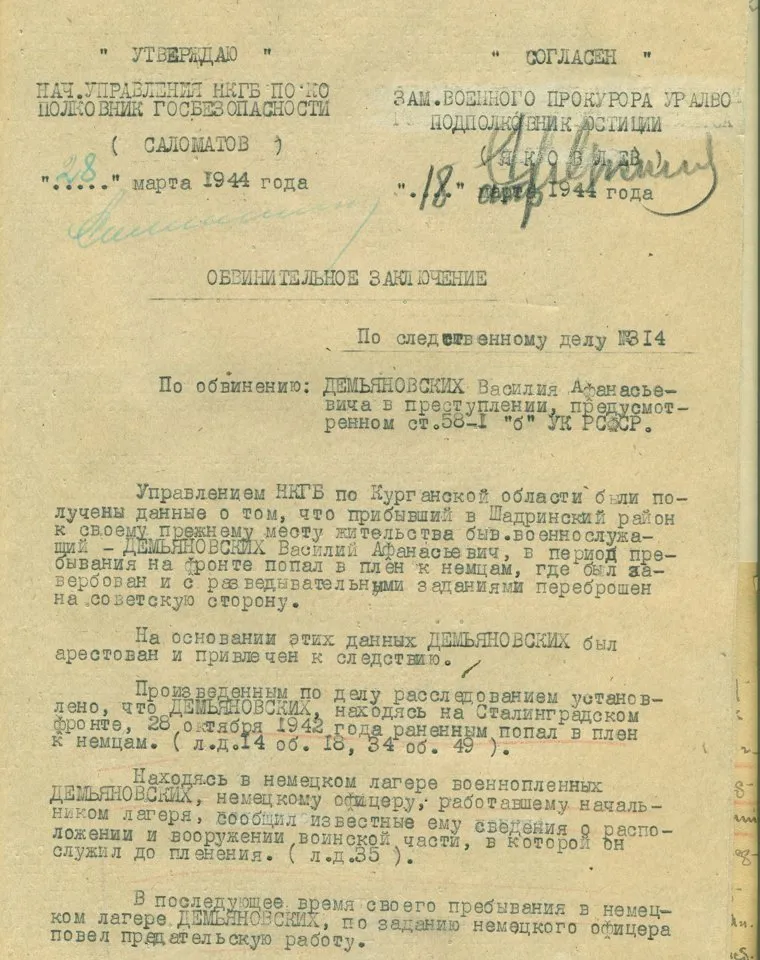 " УТВЕРЖДАЮ "
НАЧ.УПРАВЛЕНИЯ НКГБ ПО КО
ПОЛКОВНИК ГОСБЕЗОПАСНОСТИ
( САЛОМАТОВ )
"28" марта 1944 года
" СОГЛАСЕН "
ЗАМ.ВОЕННОГО ПРОКУРОРА УРАЛВО
ПОДПОЛКОВНИК ЮСТИЦИИ
( ЯКОВЛЕВ )
"18" апр 1944 года
ОБВИНИТЕЛЬНОЕ ЗАКЛЮЧЕНИЕ
По следственному делу №314
По обвинению: ДЕМЬЯНОВСКИХ Василия Афанасье-
вича в преступлении, предусмот-
ренном ст.58-I "б" УК РСФСР.
Управлением НКГБ по Курганской области были по-
лучены данные о том, что прибывший в Шадринский район
к своему прежнему месту жительства быв.военнослужа-
щий - ДЕМЬЯНОВСКИХ Василий Афанасьевич, в период пре-
бывания на фронте попал в плен к немцам, где был за-
вербован и с разведывательными заданиями переброшен
на советскую сторону.
На основании этих данных ДЕМЬЯНОВСКИХ был
арестован и привлечен к следствию.
Произведенным по делу расследованием установ-
лено, что ДЕМЬЯНОВСКИХ, находясь на Сталинградском
фронте, 28 октября 1942 года раненным попал в плен
к немцам. ( л.д.14 об. 18, 34 об. 49 ).
Находясь в немецком лагере военнопленных
ДЕМЬЯНОВСКИХ, немецкому офицеру, работавшему началь-
ником лагеря, сообщил известные ему сведения о распо-
ложении и вооружении воинской части, в которой он
служил до пленения. ( л.д.35 ).
В последующее время своего пребывания в немец-
ком лагере ДЕМЬЯНОВСКИХ, по заданию немецкого офицера
повел предательскую работу.